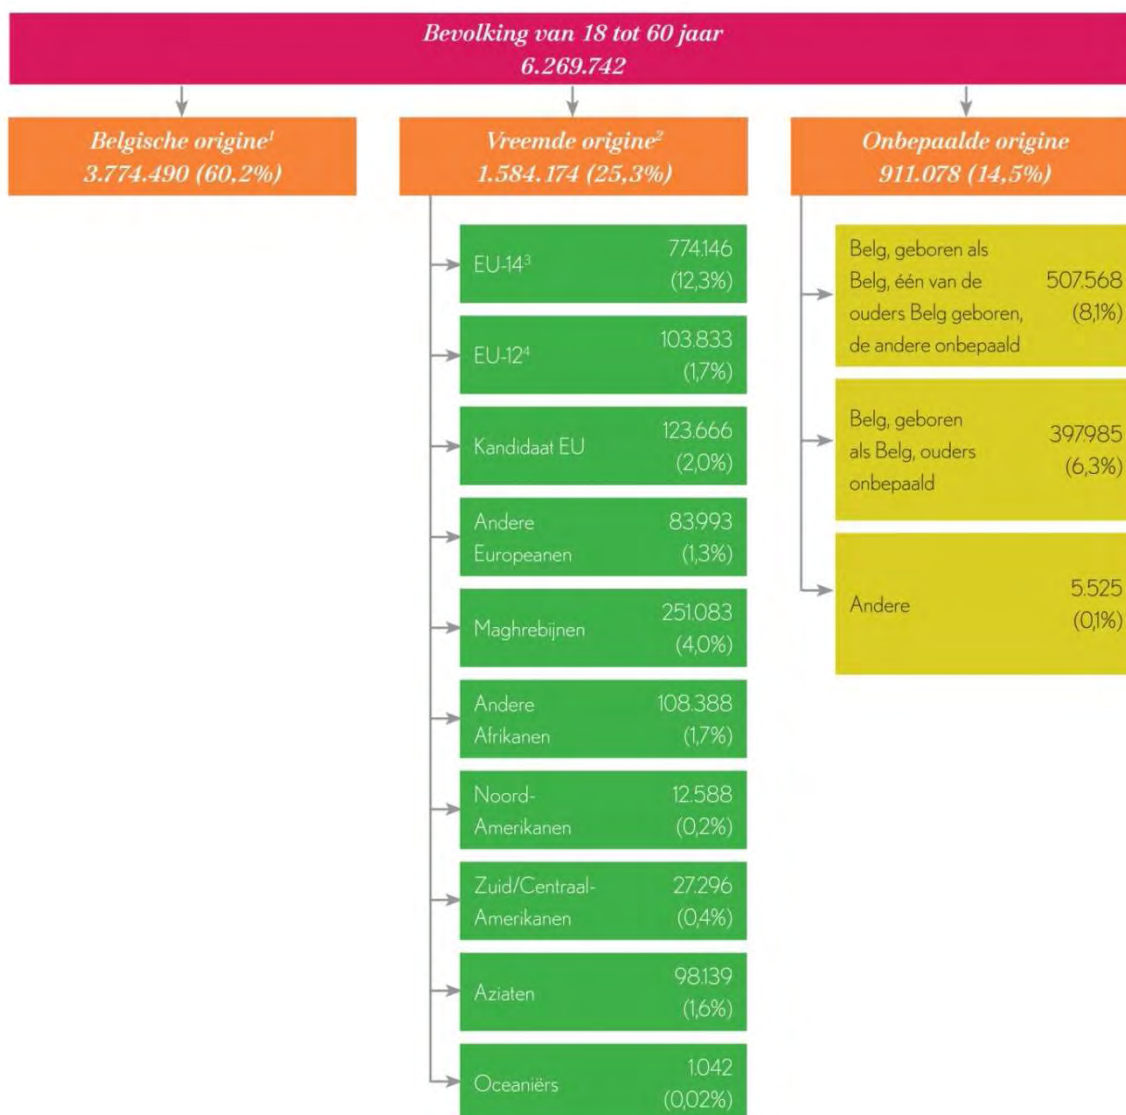 Bevolking van 18 tot 60 jaar
6.269.742
Belgische origine¹
3.774.490 (60,2%)
Vreemde origine²
1.584.174 (25,3%)
EU-14³
774.146
(12,3%)
EU-12⁴
103.833
(1,7%)
Kandidaat EU
123.666
(2,0%)
Andere
Europeanen
83.993
(1,3%)
Maghrebijnen
251.083
(4,0%)
Andere
Afrikanen
108.388
(1,7%)
Noord-
Amerikanen
12.588
(0,2%)
Zuid/Centraal-
Amerikanen
27.296
(0,4%)
Aziaten
98.139
(1,6%)
Oceaniërs
1.042
(0,02%)
Onbepaalde origine
911.078 (14,5%)
Belg, geboren als
Belg, één van de
ouders Belg geboren,
de andere onbepaald
507.568
(8,1%)
Belg, geboren
als Belg, ouders
onbepaald
397.985
(6,3%)
Andere
5.525
(0,1%)